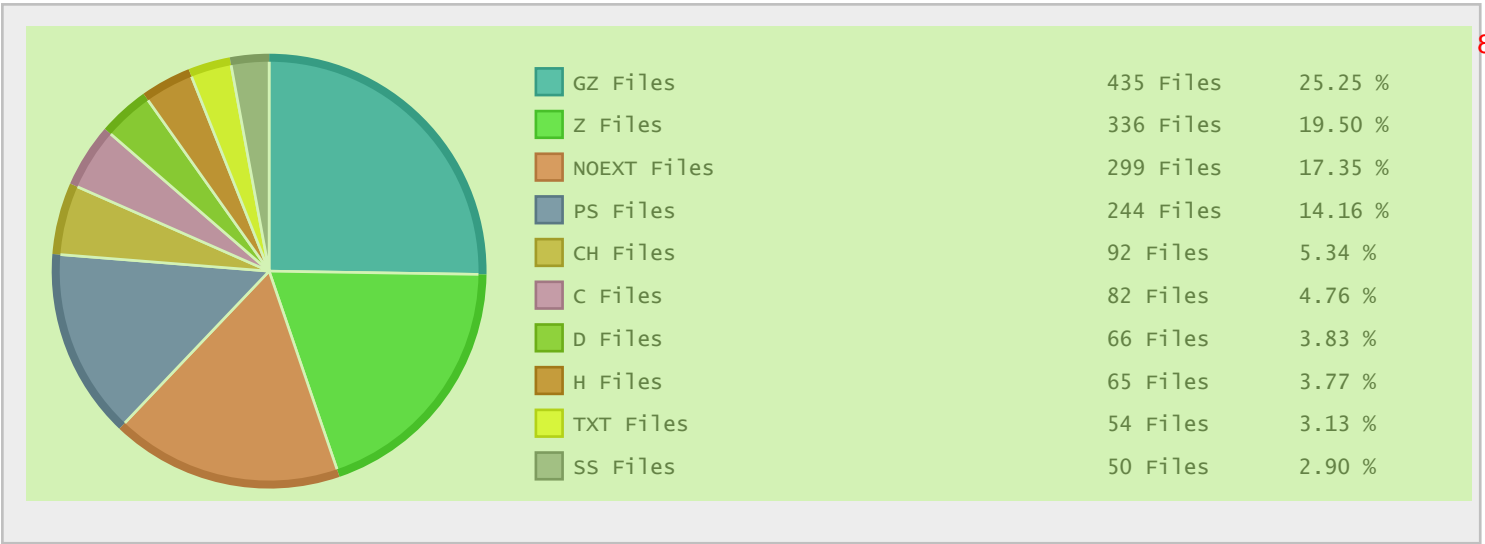 GZ Files 435 Files 25.25 %
Z Files 336 Files 19.50 %
NOEXT Files 299 Files 17.35 %
PS Files 244 Files 14.16 %
CH Files 92 Files 5.34 %
C Files 82 Files 4.76 %
D Files 66 Files 3.83 %
H Files 65 Files 3.77 %
TXT Files 54 Files 3.13 %
SS Files 50 Files 2.90 %